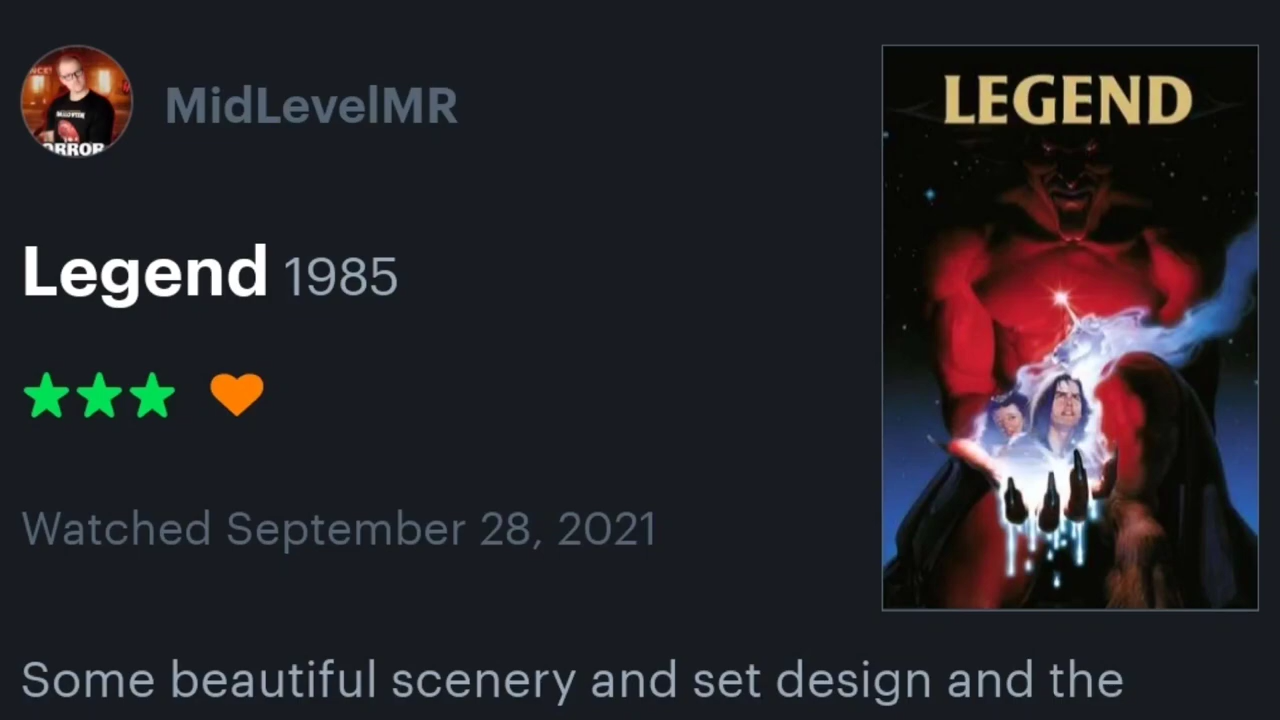 MidLevelMR
LEGEND
Legend 1985
Watched September 28, 2021
Some beautiful scenery and set design and the